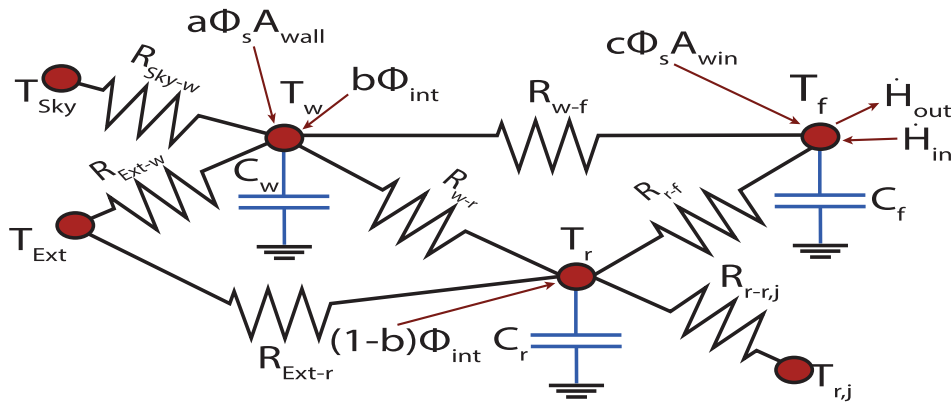 aΦsAwall
RSky-w
TSky
Tw
bΦint
cΦsAwin
Tf
Ḣout
Ḣin
Rw-f
RExt-w
Cw
Rw-r
Rr-f
Cf
TExt
Tr
Rr-r,j
RExt-r
(1-b)Φint
Cr
Tr,j